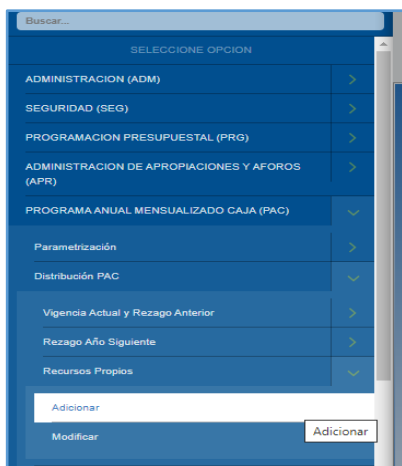 Buscar...
SELECCIONE OPCION
ADMINISTRACION (ADM)
SEGURIDAD (SEG)
PROGRAMACION PRESUPUESTAL (PRG)
ADMINISTRACION DE APROPIACIONES Y AFOROS
(APR)
PROGRAMA ANUAL MENSUALIZADO CAJA (PAC)
Parametrización
Distribución PAC
Vigencia Actual y Rezago Anterior
Rezago Año Siguiente
Recursos Propios
Adicionar
Adicionar
Modificar